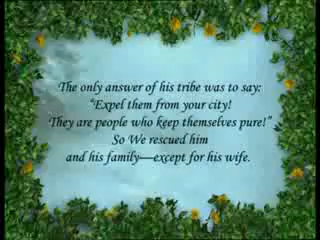 The only answer of his tribe was to say:
“Expel them from your city!
They are people who keep themselves pure!”
So We rescued him
and his family—except for his wife.